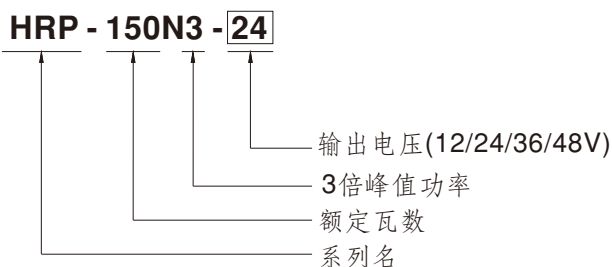 HRP - 150N3 - 24
输出电压(12/24/36/48V)
3倍峰值功率
额定瓦数
系列名